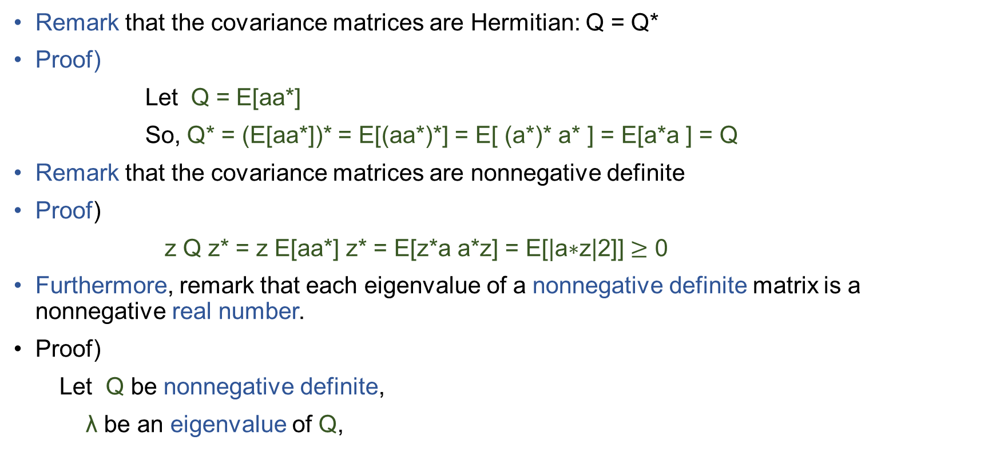 • Remark that the covariance matrices are Hermitian: Q = Q*
• Proof)
Let Q = E[aa*]
So, Q* = (E[aa*])* = E[(aa*)*] = E[ (a*)* a* ] = E[a*a ] = Q
• Remark that the covariance matrices are nonnegative definite
• Proof)
z Q z* = z E[aa*] z* = E[z*a a*z] = E[|a∗z|2]] ≥ 0
• Furthermore, remark that each eigenvalue of a nonnegative definite matrix is a
nonnegative real number.
• Proof)
Let Q be nonnegative definite,
λ be an eigenvalue of Q,